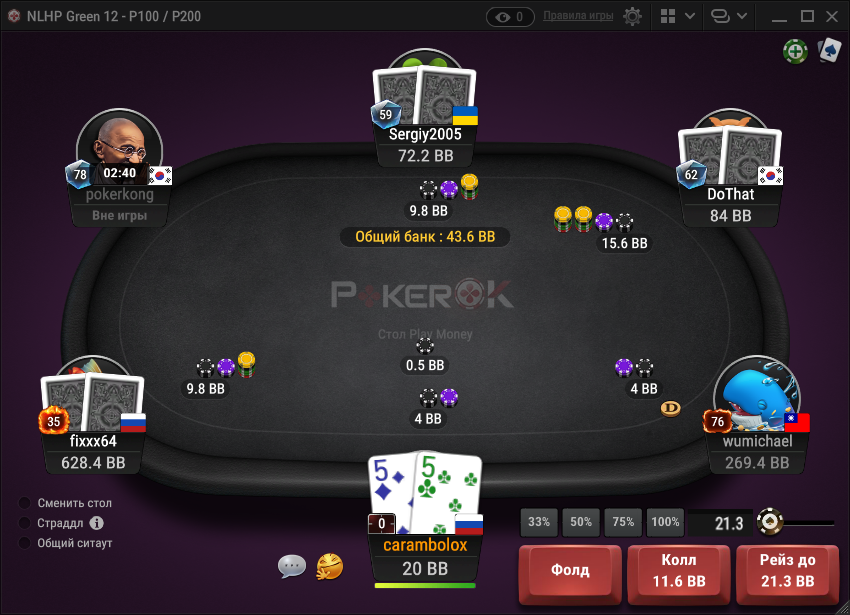 NLHP Green 12 - P100 / P200
0
Правила игры
59
Sergiy2005
72.2 BB
78
02:40
pokerkong
Вне игры
62
DoThat
84 BB
9.8 BB
Общий банк : 43.6 BB
15.6 BB
POKEROK
Стол Play Money
0.5 BB
9.8 BB
4 BB
4 BB
D
35
fixxx64
628.4 BB
76
wumichael
269.4 BB
5 5
0
carambolox
20 BB
Сменить стол
Страддл i
Общий ситаут
33% 50% 75% 100% 21.3
Фолд
Колл
11.6 BB
Рейз до
21.3 BB